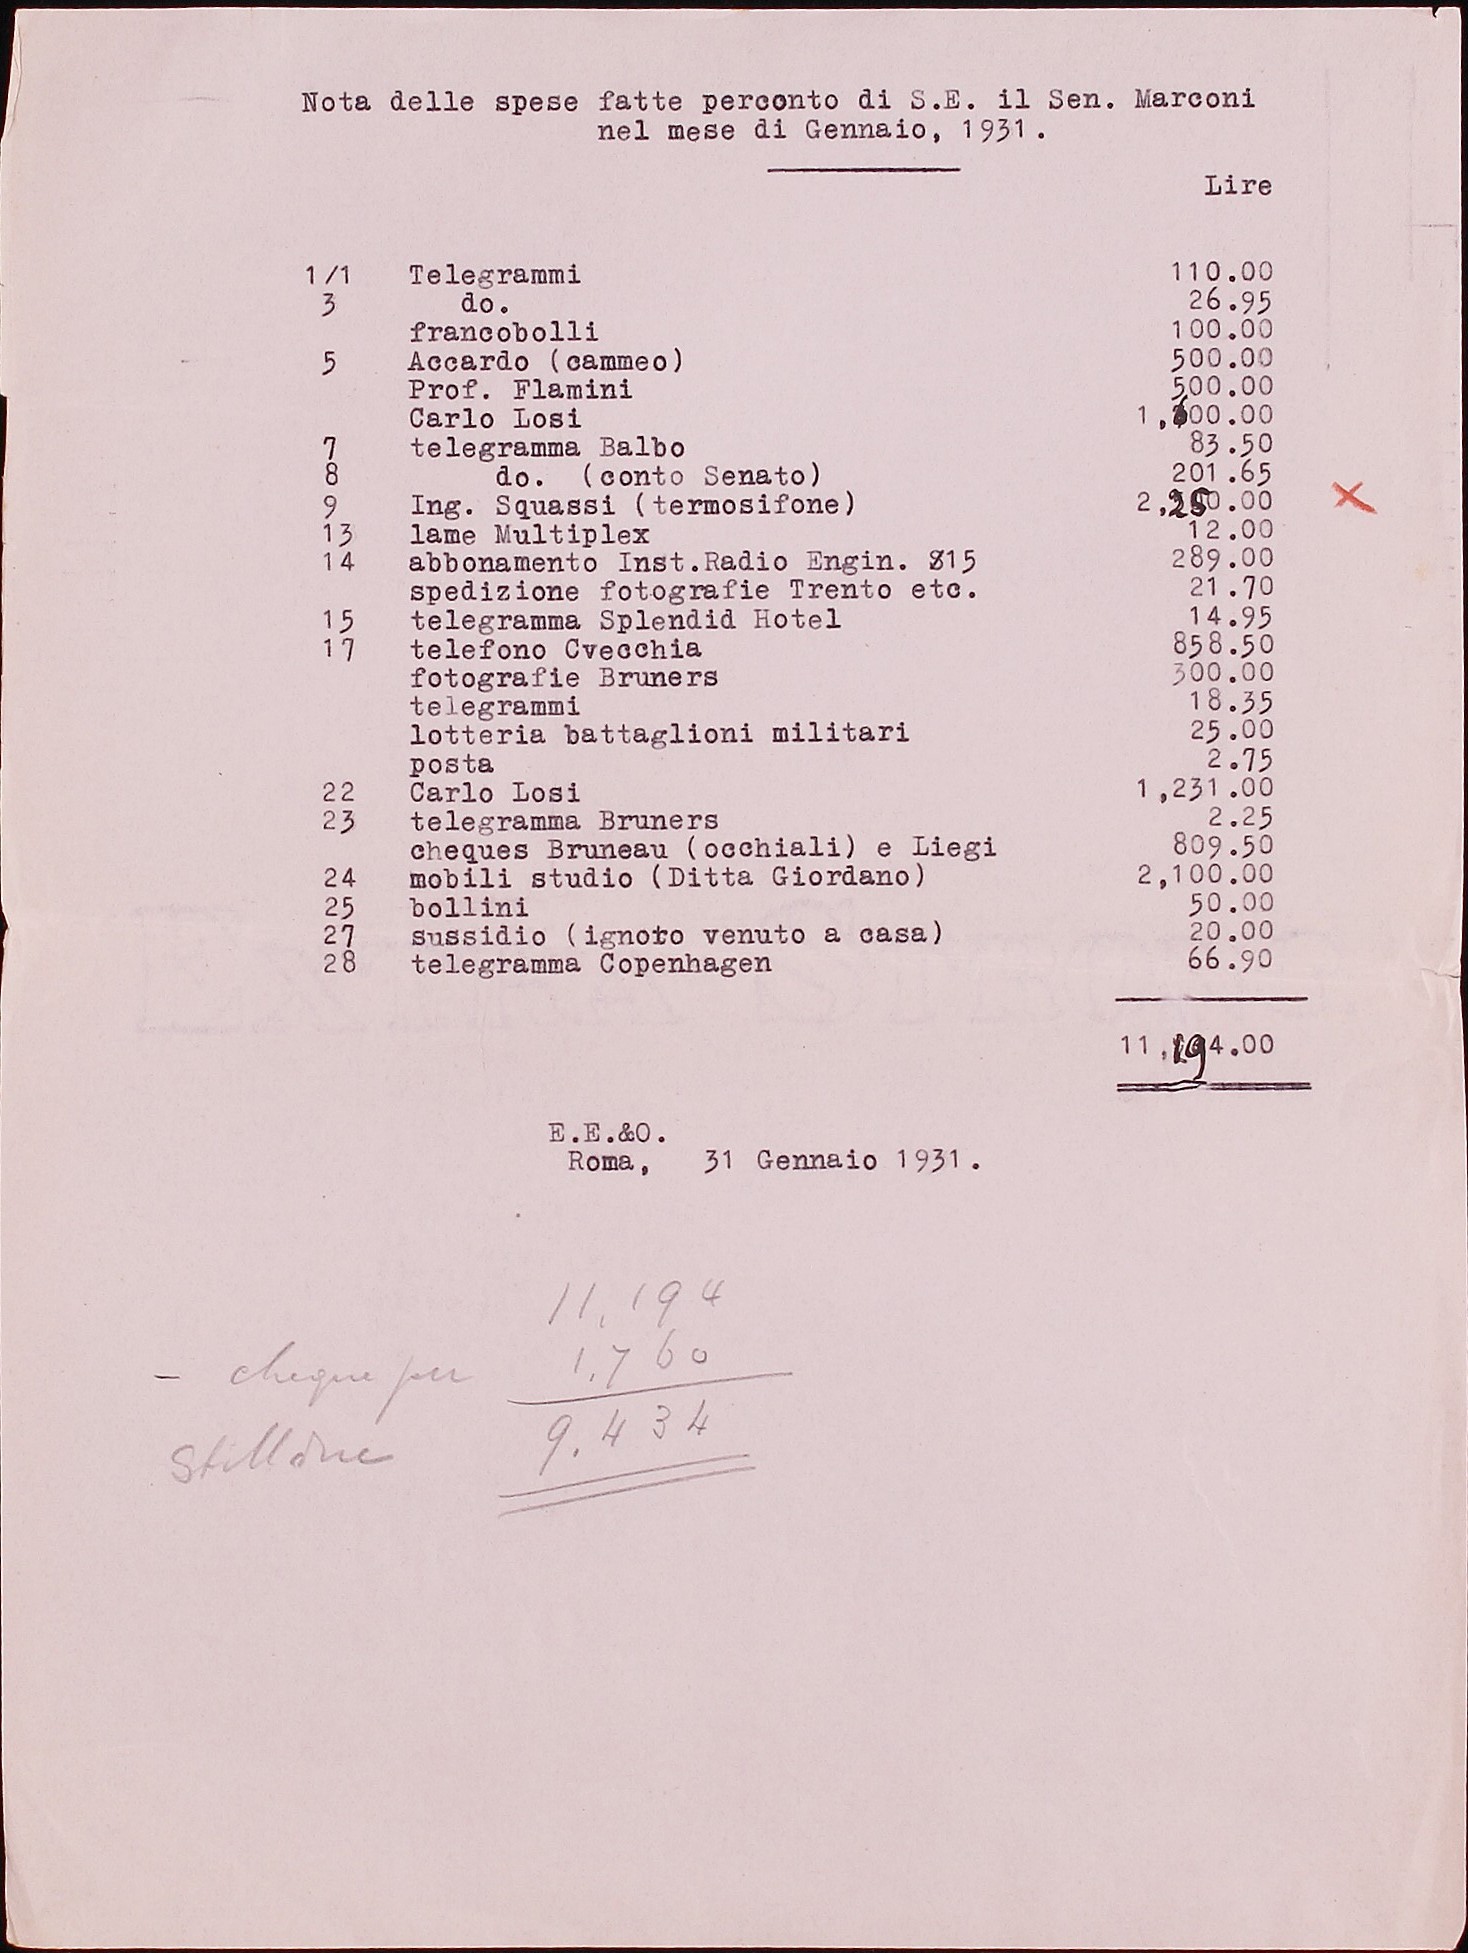 Nota delle spese fatte perconto di S.E. il Sen. Marconi
nel mese di Gennaio, 1931.
Lire
1/1 Telegrammi 110.00
3 do. 26.95
francobolli 100.00
5 Accardo (cammeo) 500.00
Prof. Flamini 500.00
Carlo Losi 1,600.00
7 telegramma Balbo 83.50
8 do. (conto Senato) 201.65
9 Ing. Squassi (termosifone) 2,250.00 X
13 lame Multiplex 12.00
14 abbonamento Inst.Radio Engin. $15 289.00
spedizione fotografie Trento etc. 21.70
15 telegramma Splendid Hotel 14.95
17 telefono Cvecchia 858.50
fotografie Bruners 300.00
telegrammi 18.35
lotteria battaglioni militari 25.00
posta 2.75
22 Carlo Losi 1,231.00
23 telegramma Bruners 2.25
cheques Bruneau (occhiali) e Liegi 809.50
24 mobili studio (Ditta Giordano) 2,100.00
25 bollini 50.00
27 sussidio (ignoto venuto a casa) 20.00
28 telegramma Copenhagen 66.90
11,194.00
E.E.&O.
Roma, 31 Gennaio 1931.
11,194
- cheque per 1.760
9.434